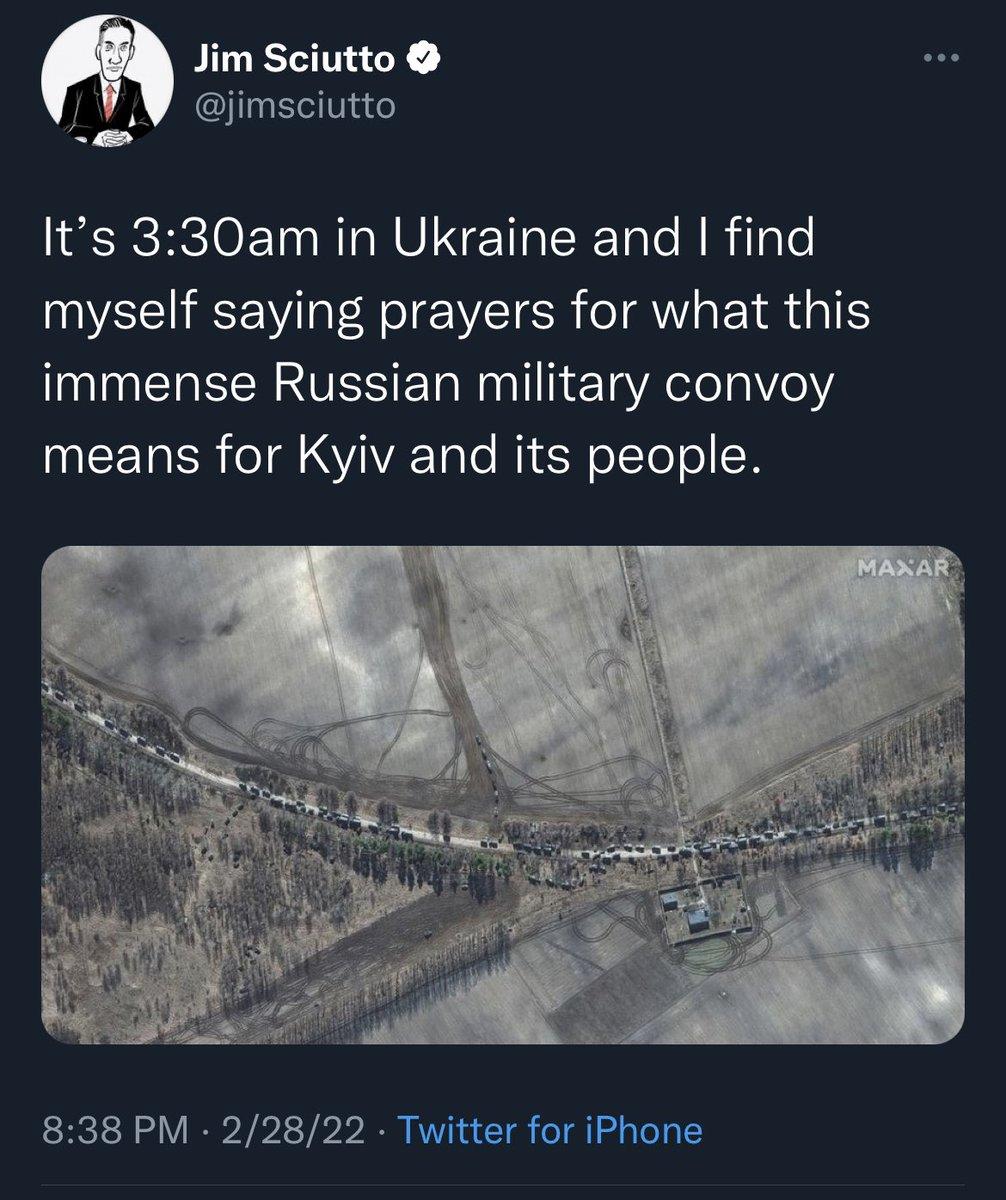 Jim Sciutto
@jimsciutto
It’s 3:30am in Ukraine and I find
myself saying prayers for what this
immense Russian military convoy
means for Kyiv and its people.
MAXAR
8:38 PM · 2/28/22 · Twitter for iPhone